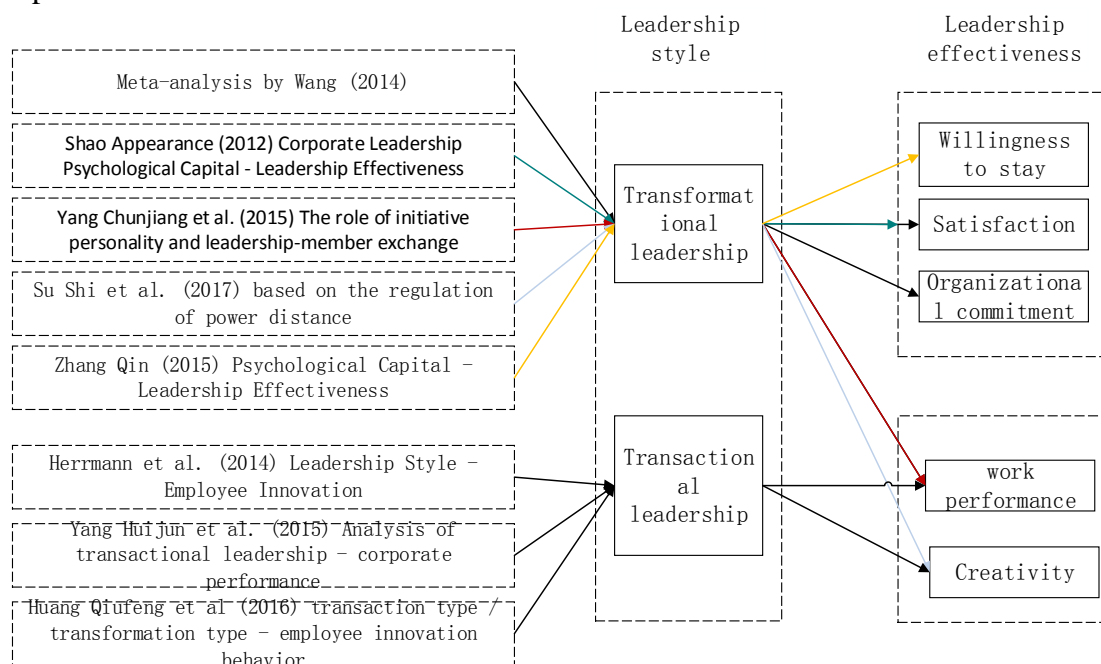 Leadership
style
Leadership
effectiveness
Meta-analysis by Wang (2014)
Shao Appearance (2012) Corporate Leadership
Psychological Capital - Leadership Effectiveness
Yang Chunjiang et al. (2015) The role of initiative
personality and leadership-member exchange
Su Shi et al. (2017) based on the regulation
of power distance
Zhang Qin (2015) Psychological Capital -
Leadership Effectiveness
Herrmann et al. (2014) Leadership Style -
Employee Innovation
Yang Huijun et al. (2015) Analysis of
transactional leadership - corporate
performance
Huang Qiufeng et al (2016) transaction type /
transformation type - employee innovation
behavior
Transformat
ional
leadership
Transaction
al
leadership
Willingness
to stay
Satisfaction
Organizationa
l commitment
work
performance
Creativity